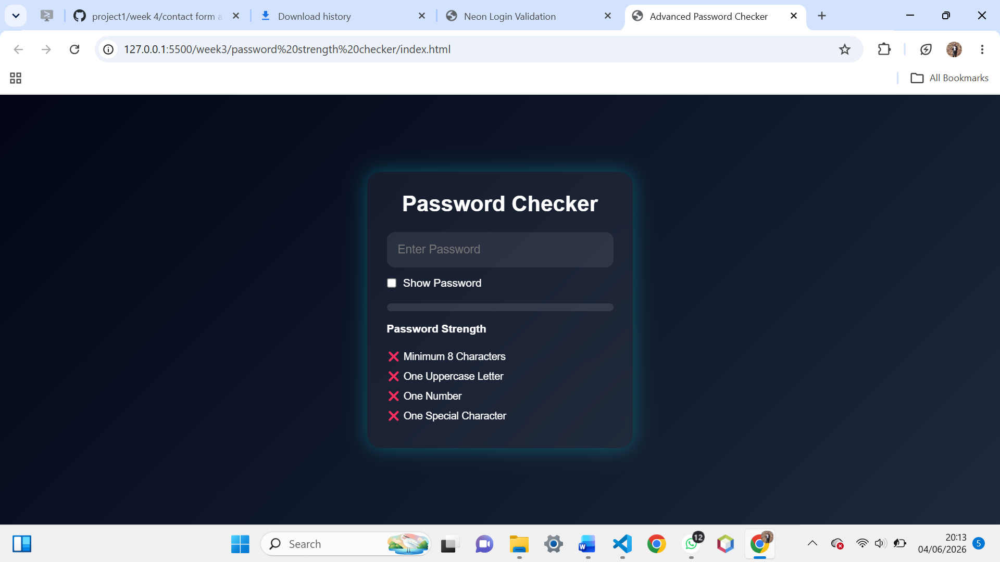 project1/week 4/contact form a
Download history
Neon Login Validation
Advanced Password Checker
127.0.0.1:5500/week3/password%20strength%20checker/index.html
All Bookmarks
Password Checker
Enter Password
Show Password
Password Strength
❌ Minimum 8 Characters
❌ One Uppercase Letter
❌ One Number
❌ One Special Character
Search
W
12
20:13
04/06/2026
5